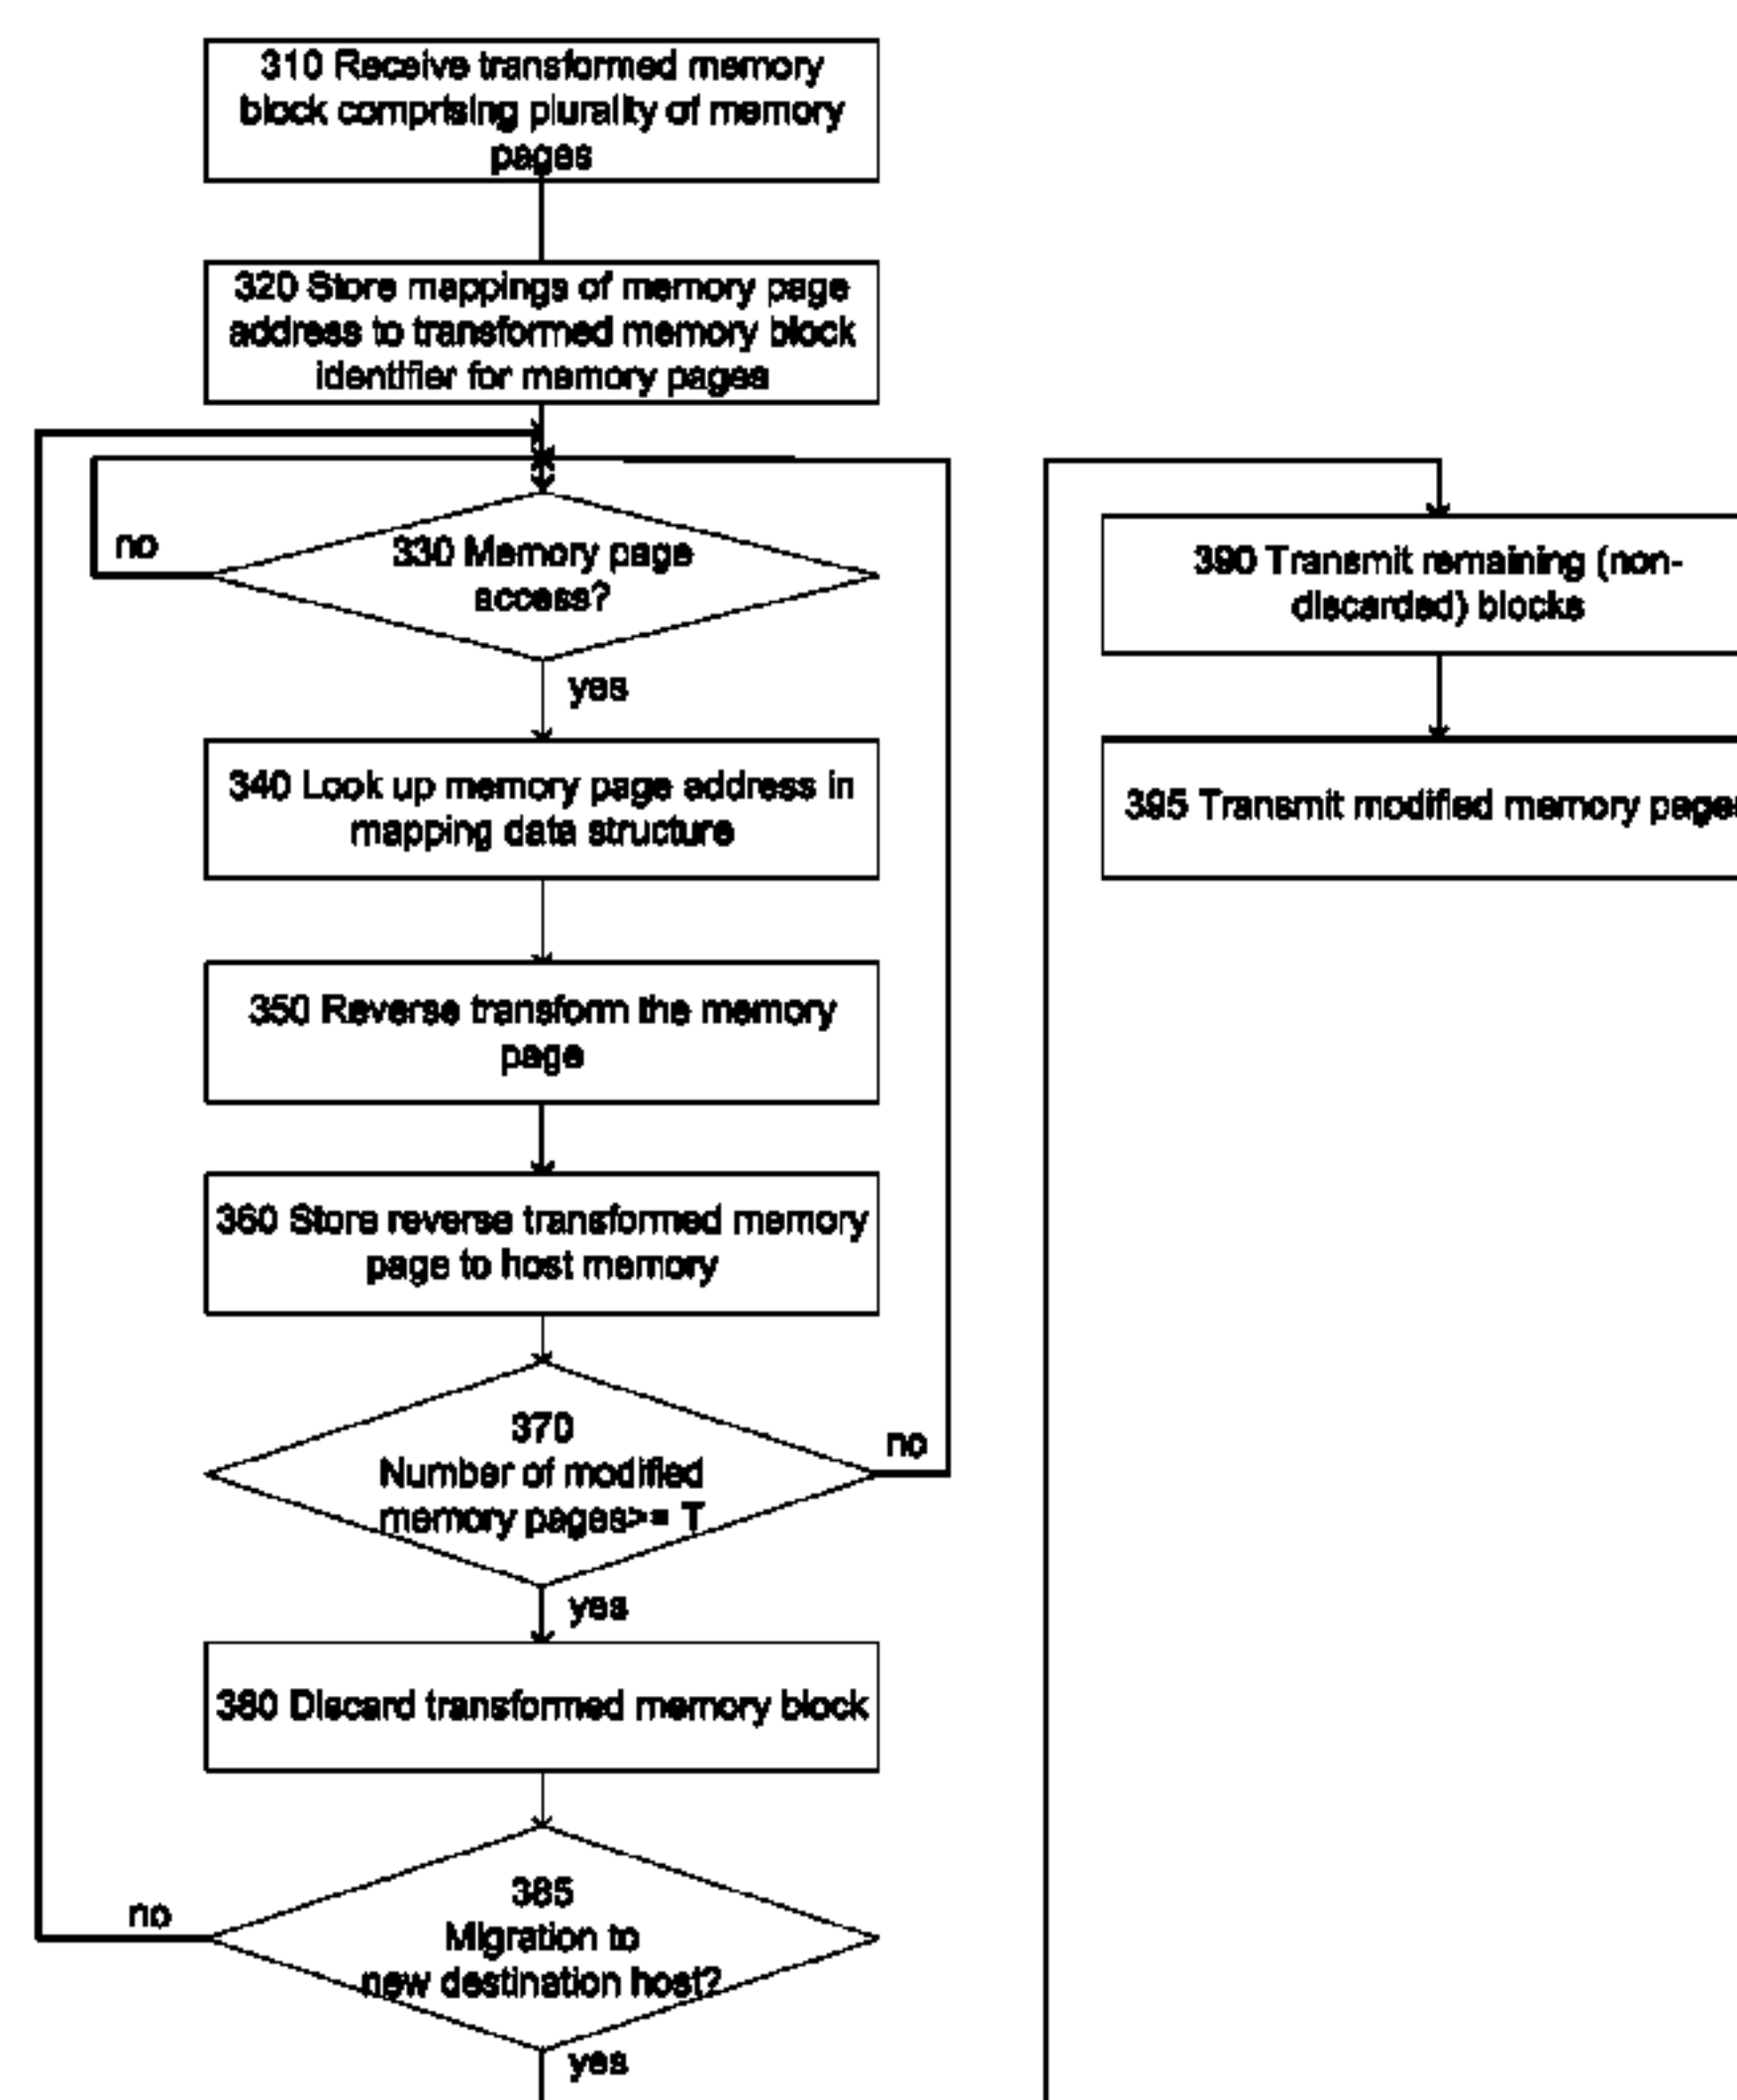 310 Receive transformed memory
block comprising plurality of memory
pages
320 Store mappings of memory page
address to transformed memory block
identifier for memory pages
no
330 Memory page
access?
yes
340 Look up memory page address in
mapping data structure
350 Reverse transform the memory
page
360 Store reverse transformed memory
page to host memory
370
Number of modified
memory pages>= T
no
yes
380 Discard transformed memory block
385
Migration to
new destination host?
no
yes
390 Transmit remaining (non-
discarded) blocks
395 Transmit modified memory pages